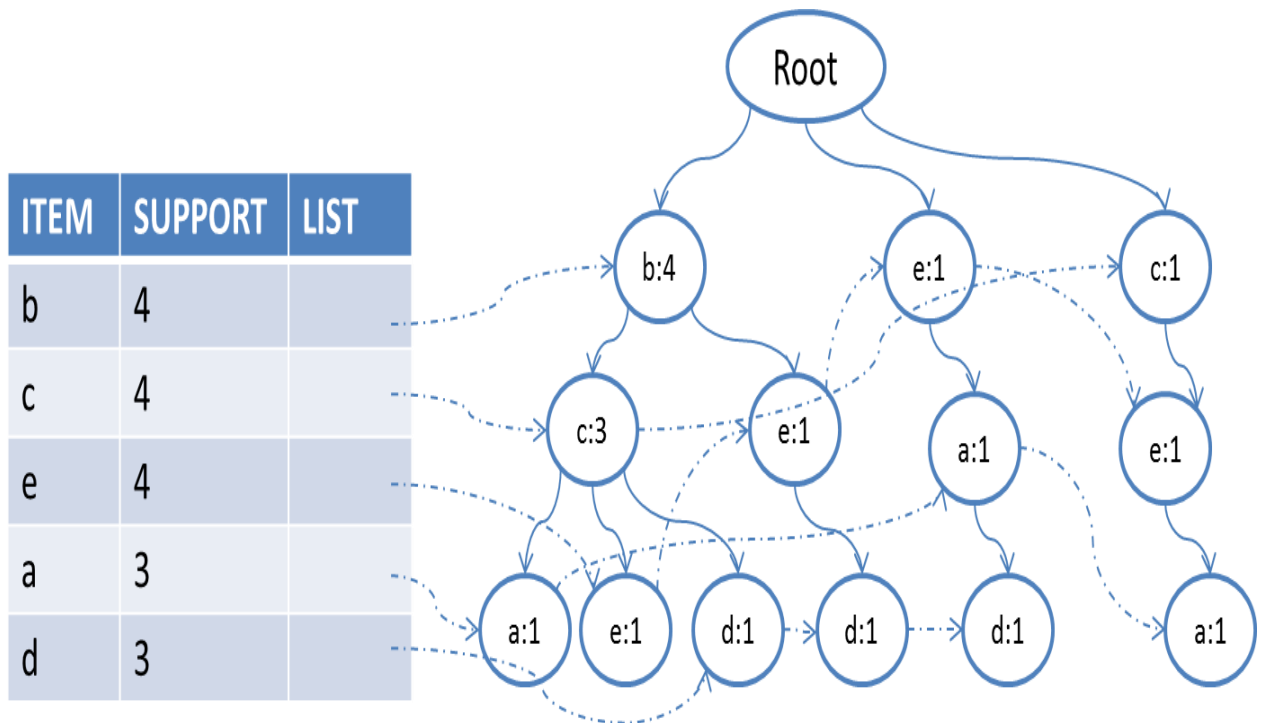 Root
ITEM SUPPORT LIST
b 4
c 4
e 4
a 3
d 3
b:4 e:1 c:1
c:3 e:1 a:1 e:1
a:1 e:1 d:1 d:1 d:1 a:1